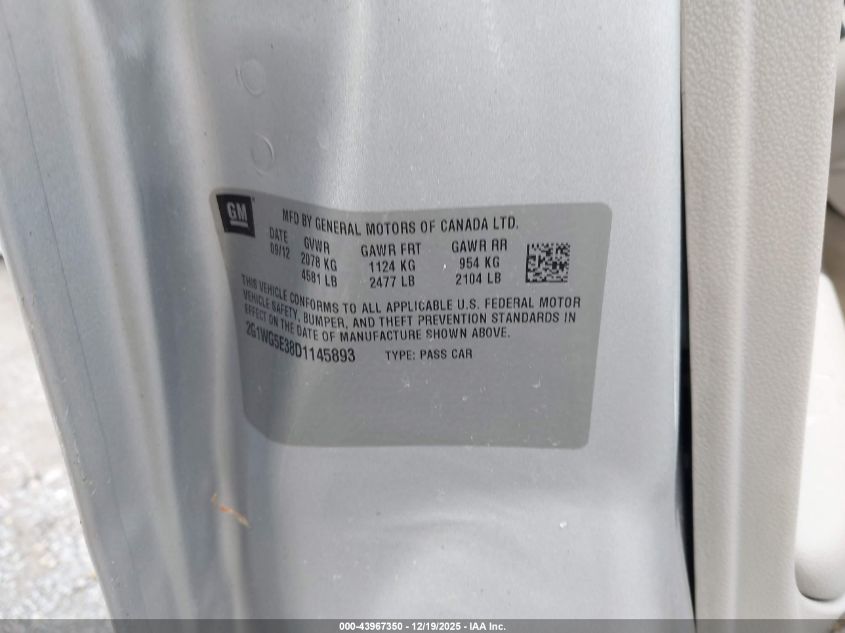 GM
MFD BY GENERAL MOTORS OF CANADA LTD.
DATE GVWR GAWR FRT GAWR RR
09/12 2078 KG 1124 KG 954 KG
4581 LB 2477 LB 2104 LB
THIS VEHICLE CONFORMS TO ALL APPLICABLE U.S. FEDERAL MOTOR
VEHICLE SAFETY, BUMPER, AND THEFT PREVENTION STANDARDS IN
EFFECT ON THE DATE OF MANUFACTURE SHOWN ABOVE.
2G1WG5E38D1145893 TYPE: PASS CAR
000-43967350 - 12/19/2025 - IAA Inc.